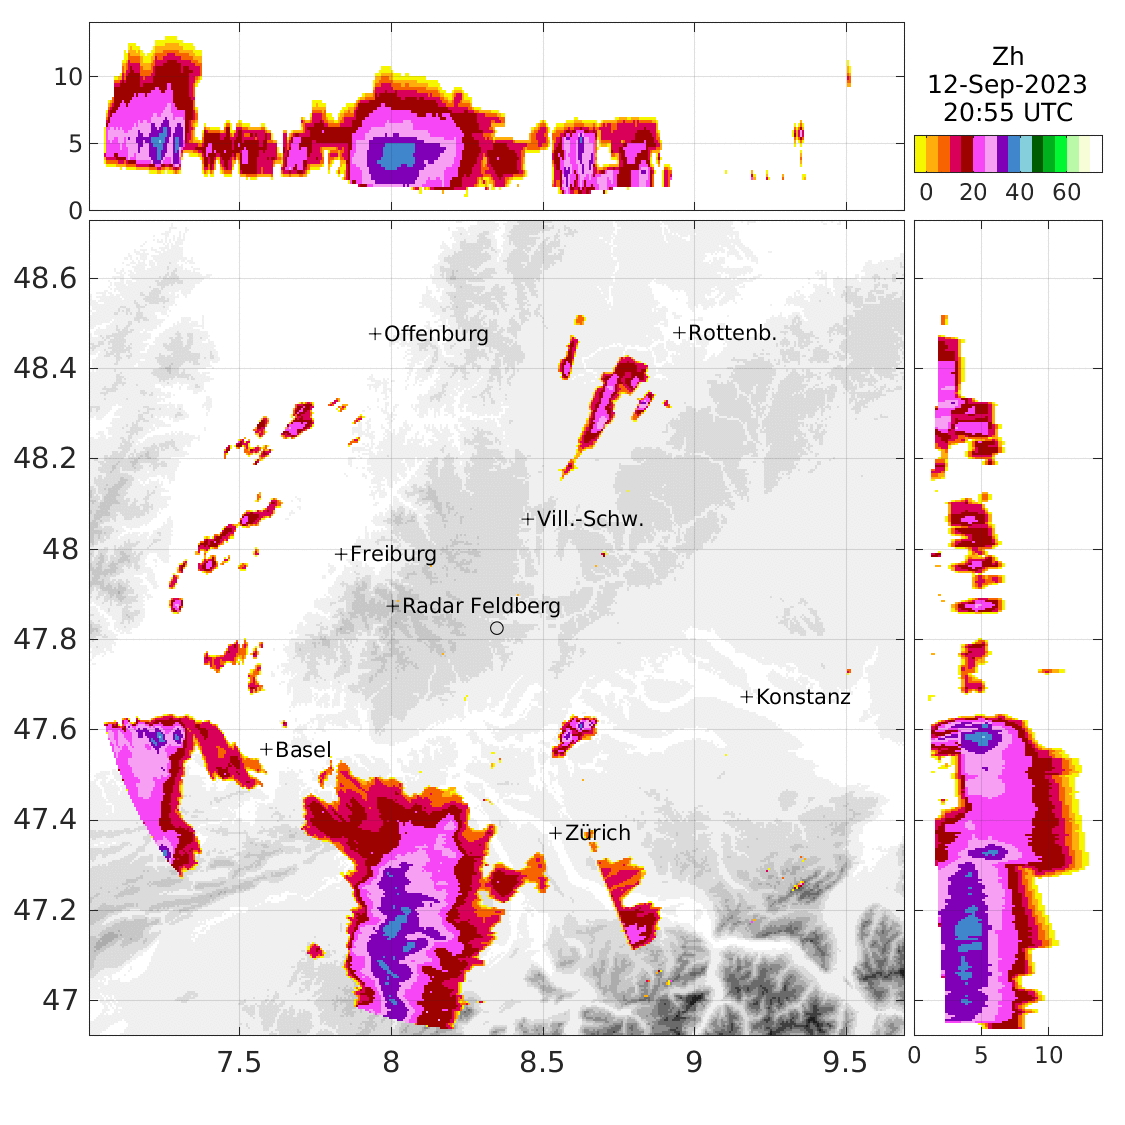 Zh
12-Sep-2023
20:55 UTC
0 20 40 60
10
5
0
48.6
48.4
48.2
48
47.8
47.6
47.4
47.2
47
+Offenburg
+Rottenb.
+Vill.-Schw.
+Freiburg
+Radar Feldberg
+Konstanz
+Basel
+Zürich
7.5 8 8.5 9 9.5
0 5 10